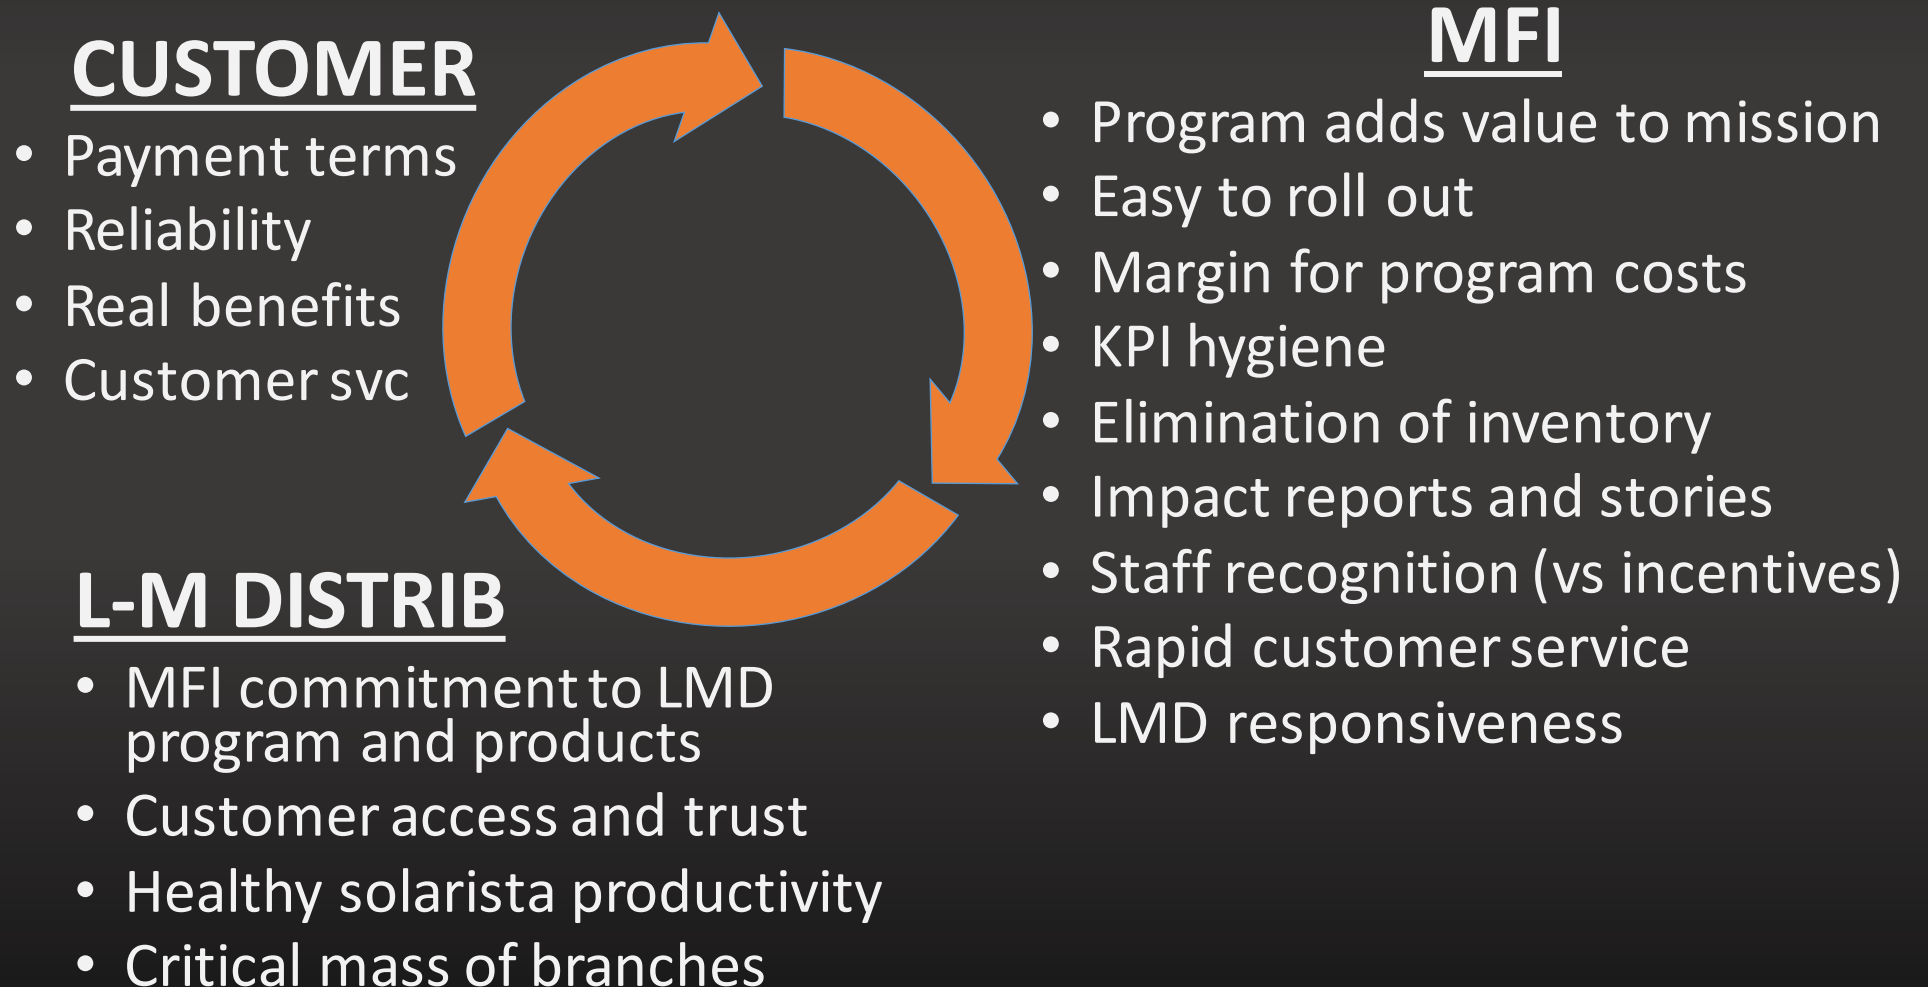 CUSTOMER
• Payment terms
• Reliability
• Real benefits
• Customer svc
MFI
• Program adds value to mission
• Easy to roll out
• Margin for program costs
• KPI hygiene
• Elimination of inventory
• Impact reports and stories
• Staff recognition (vs incentives)
• Rapid customer service
• LMD responsiveness
L-M DISTRIB
• MFI commitment to LMD
program and products
• Customer access and trust
• Healthy solarista productivity
• Critical mass of branches